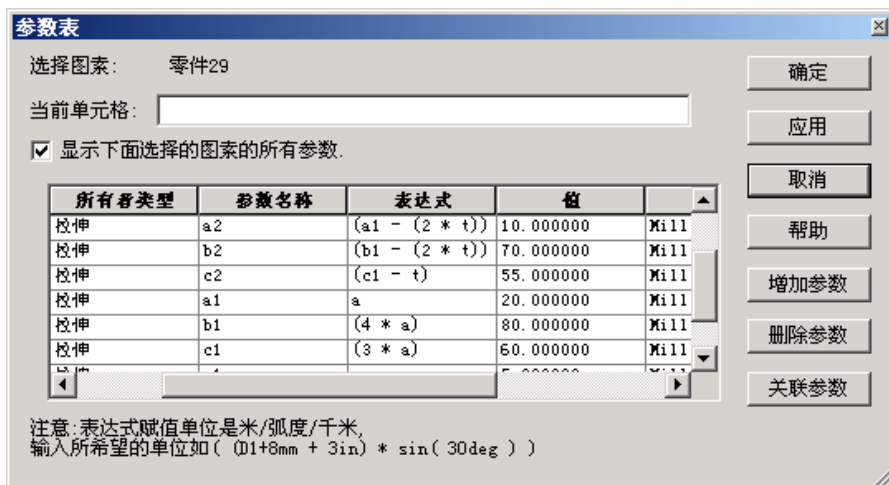 参数表
选择图素: 零件29
确定
当前单元格:
应用
显示下面选择的图素的所有参数.
取消
所有者类型 参数名称 表达式 值
拉伸 a2 (a1 - (2 * t)) 10.000000 Mill
帮助
拉伸 b2 (b1 - (2 * t)) 70.000000 Mill
拉伸 c2 (c1 - t) 55.000000 Mill
增加参数
拉伸 a1 a 20.000000 Mill
拉伸 b1 (4 * a) 80.000000 Mill
删除参数
拉伸 c1 (3 * a) 60.000000 Mill
关联参数
注意:表达式赋值单位是米/弧度/千米,
输入所希望的单位如( (D1+8mm + 3in) * sin( 30deg ) )